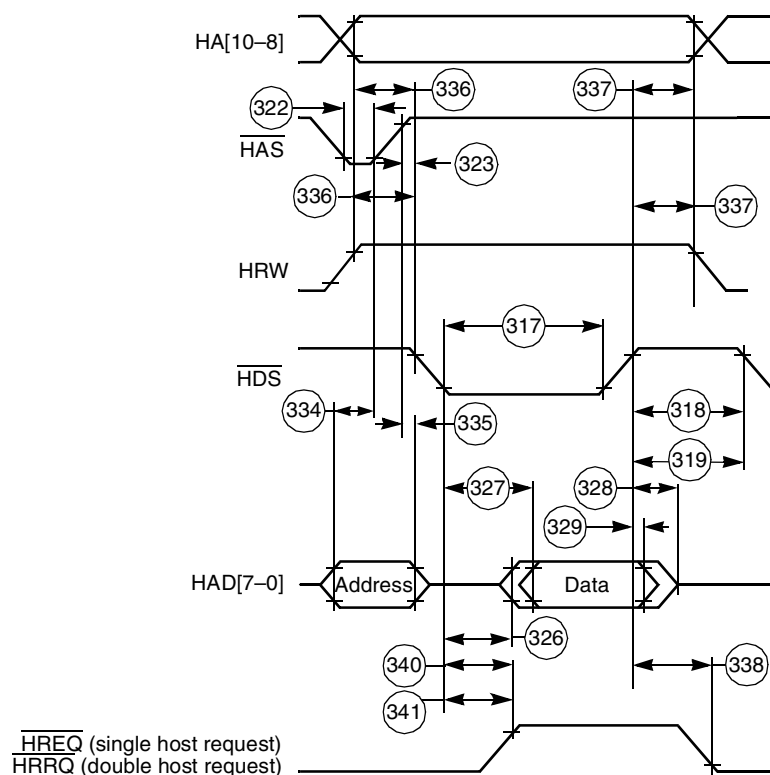 HA[10–8]
336
337
322
HAS
323
336
337
HRW
317
HDS
334
335
318
319
327
328
329
HAD[7–0]
Address
Data
326
340
338
341
HREQ (single host request)
HRRQ (double host request)